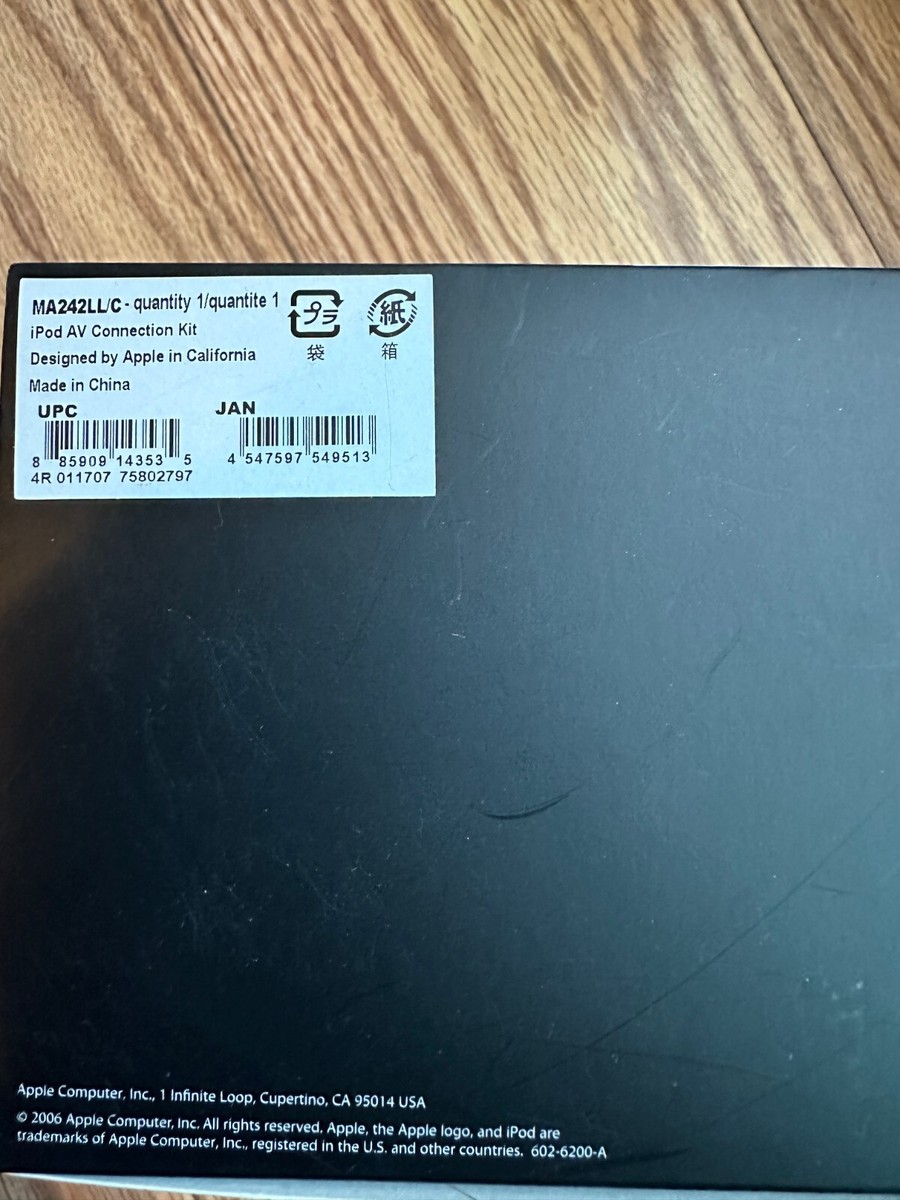 MA242LL/C - quantity 1/quantite 1
プラ
紙
iPod AV Connection Kit
袋
箱
Designed by Apple in California
Made in China
UPC
JAN
8 85909 14353 5
4 547597 549513
4R 011707 75802797
Apple Computer, Inc., 1 Infinite Loop, Cupertino, CA 95014 USA
© 2006 Apple Computer, Inc. All rights reserved. Apple, the Apple logo, and iPod are
trademarks of Apple Computer, Inc., registered in the U.S. and other countries. 602-6200-A